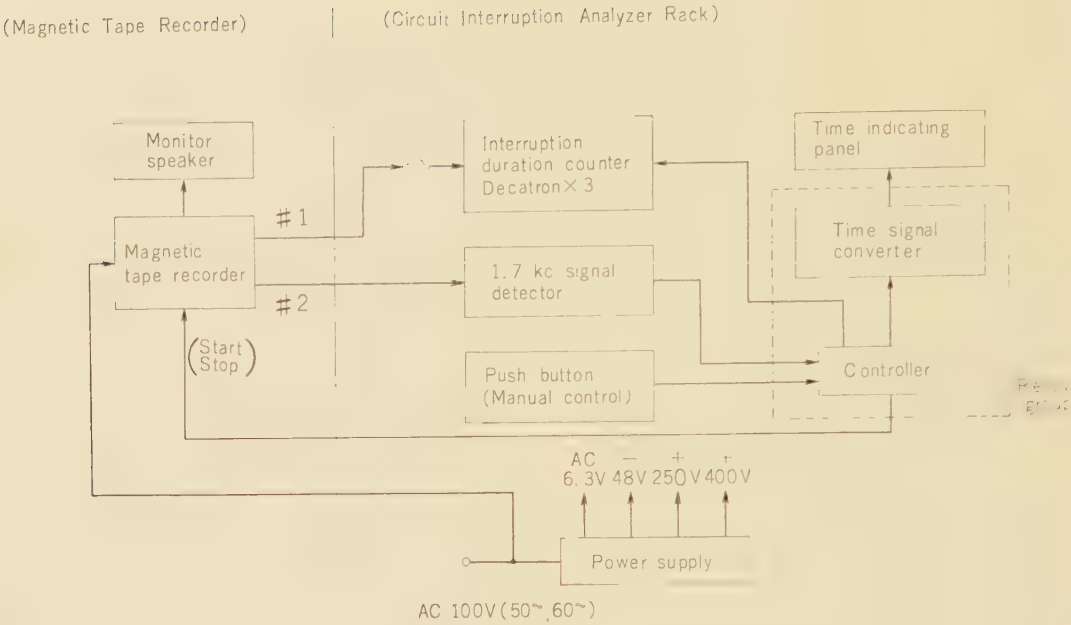 (Magnetic Tape Recorder)
(Circuit Interruption Analyzer Rack)
Monitor
speaker
Interruption
duration counter
Decatron × 3
Time indicating
panel
#1
Magnetic
tape recorder
#2
Time signal
converter
1.7 kc signal
detector
(Start
Stop)
Push button
(Manual control)
Controller
AC − + +
6.3V 48V 250V 400V
Power supply
AC 100V (50~, 60~)